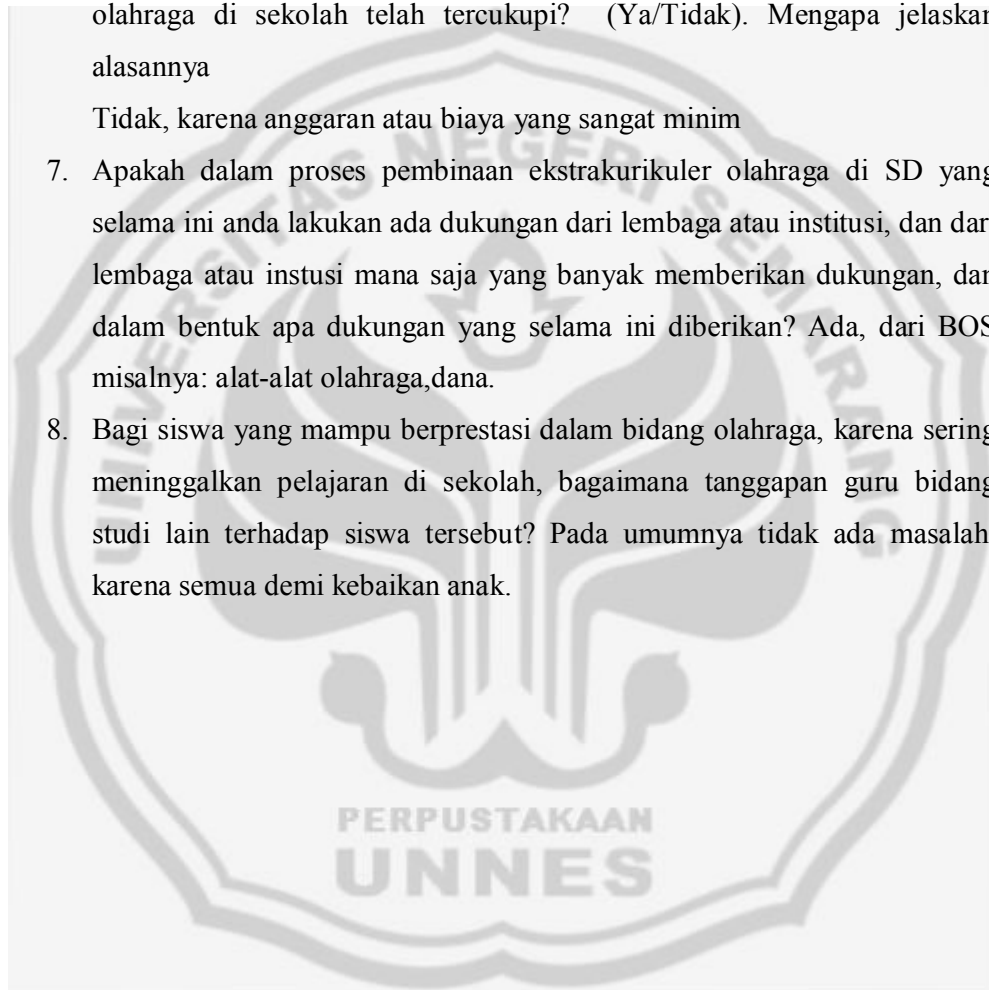 olahraga di sekolah telah tercukupi? (Ya/Tidak). Mengapa jelaskan
alasannya
Tidak, karena anggaran atau biaya yang sangat minim
7. Apakah dalam proses pembinaan ekstrakurikuler olahraga di SD yang
selama ini anda lakukan ada dukungan dari lembaga atau institusi, dan dari
lembaga atau instusi mana saja yang banyak memberikan dukungan, dan
dalam bentuk apa dukungan yang selama ini diberikan? Ada, dari BOS
misalnya: alat-alat olahraga,dana.
8. Bagi siswa yang mampu berprestasi dalam bidang olahraga, karena sering
meninggalkan pelajaran di sekolah, bagaimana tanggapan guru bidang
studi lain terhadap siswa tersebut? Pada umumnya tidak ada masalah
karena semua demi kebaikan anak.
UNIVERSITAS NEGERI SEMARANG
PERPUSTAKAAN
UNNES